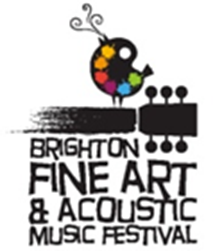 BRIGHTON
FINE ART
& ACOUSTIC
MUSIC FESTIVAL